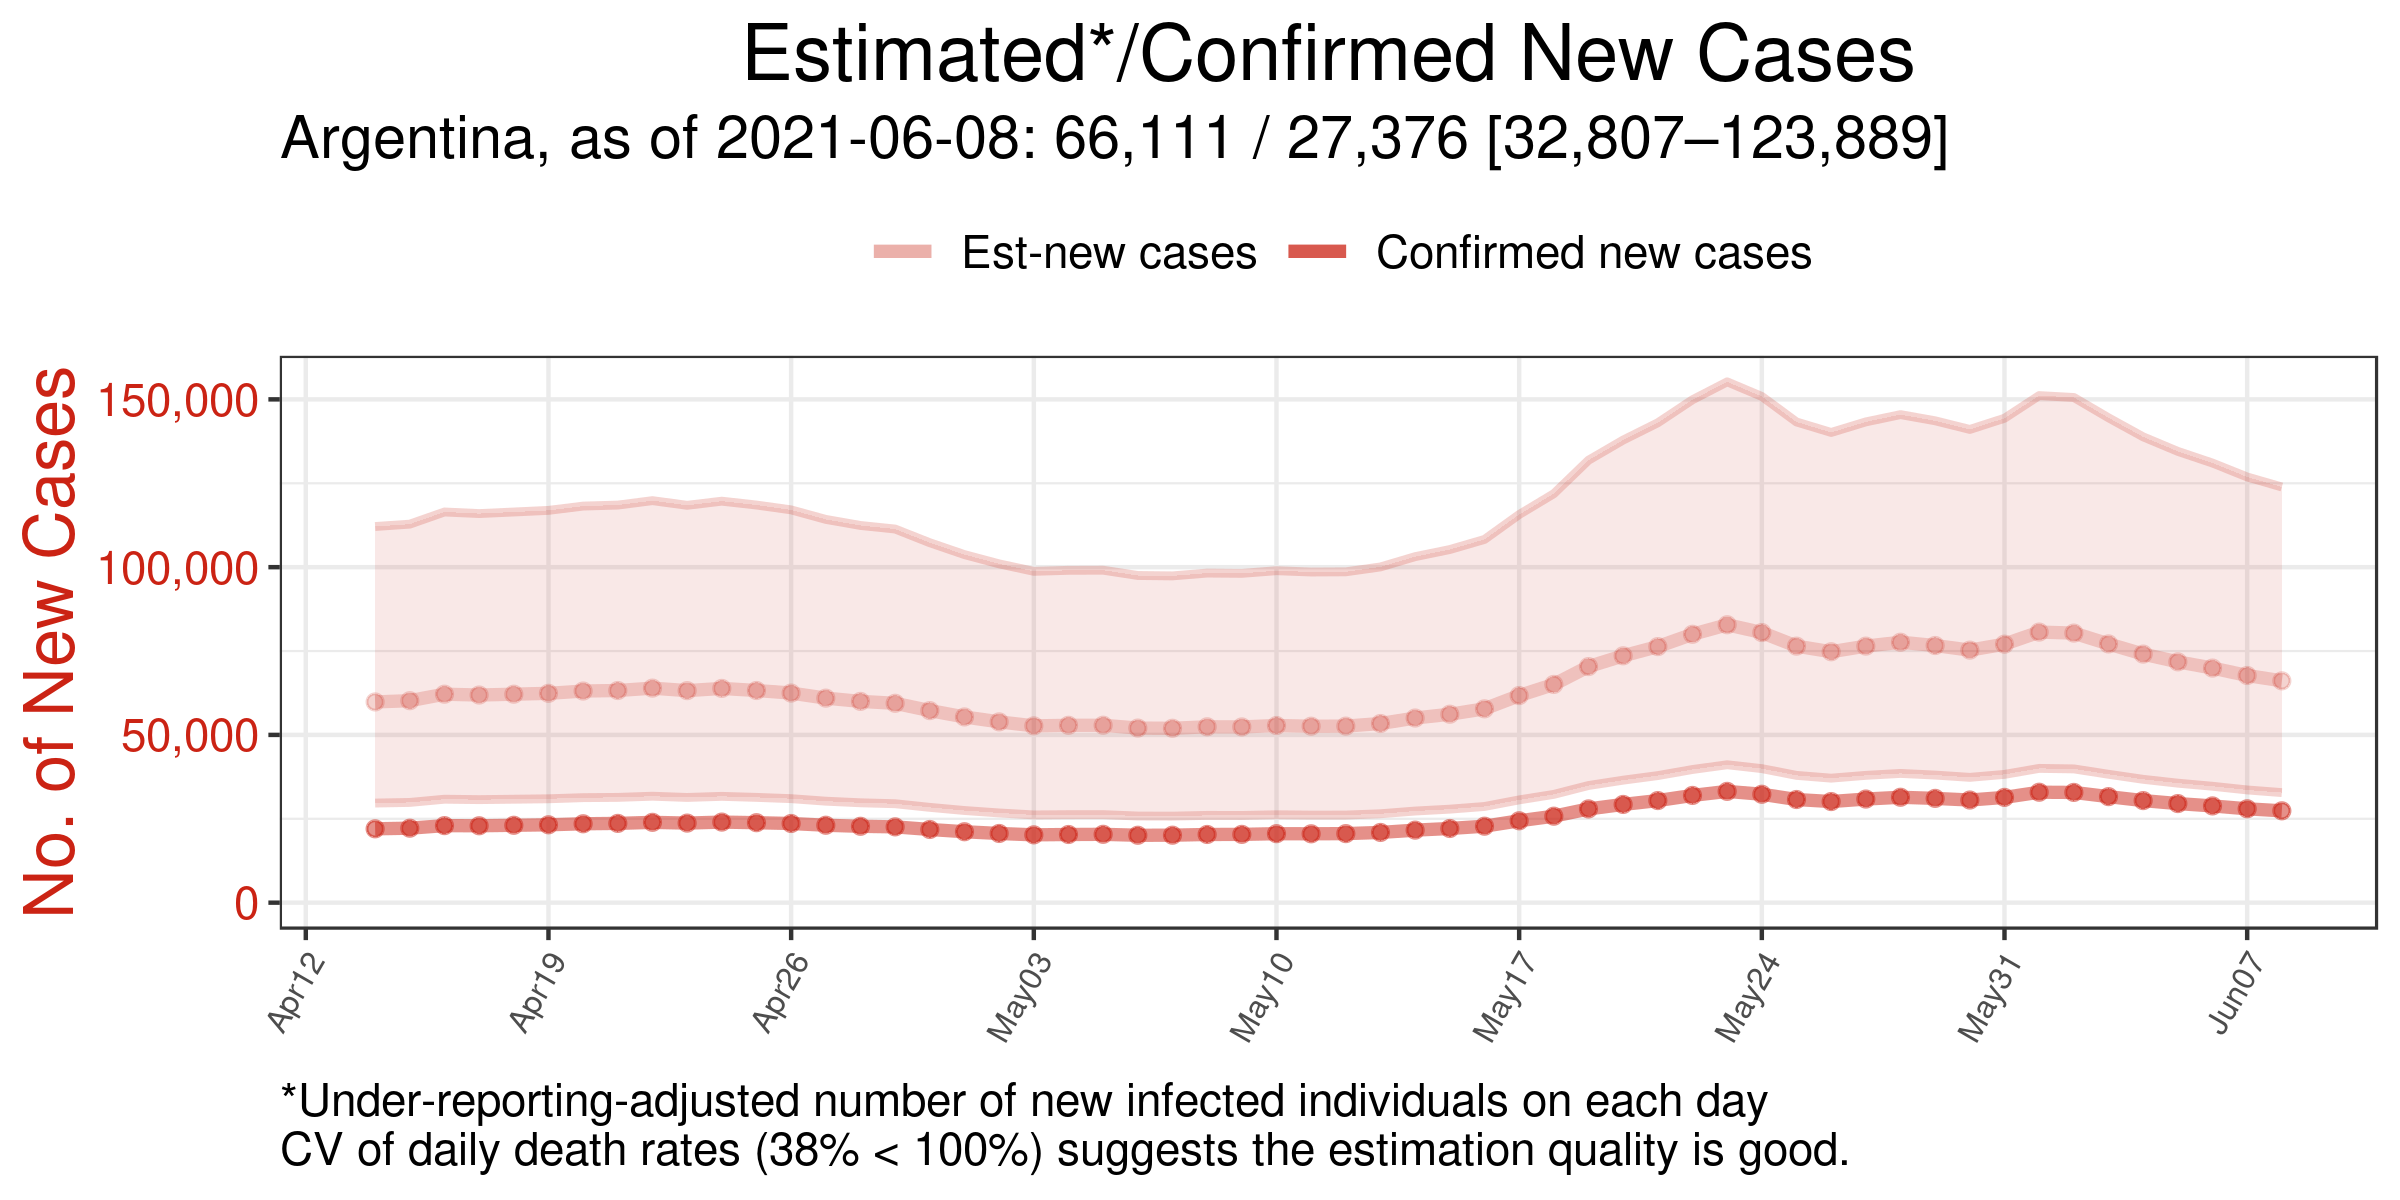 Estimated*/Confirmed New Cases
Argentina, as of 2021-06-08: 66,111 / 27,376 [32,807–123,889]
Est-new cases
Confirmed new cases
No. of New Cases
150,000
100,000
50,000
0
Apr12
Apr19
Apr26
May03
May10
May17
May24
May31
Jun07
*Under-reporting-adjusted number of new infected individuals on each day
CV of daily death rates (38% < 100%) suggests the estimation quality is good.